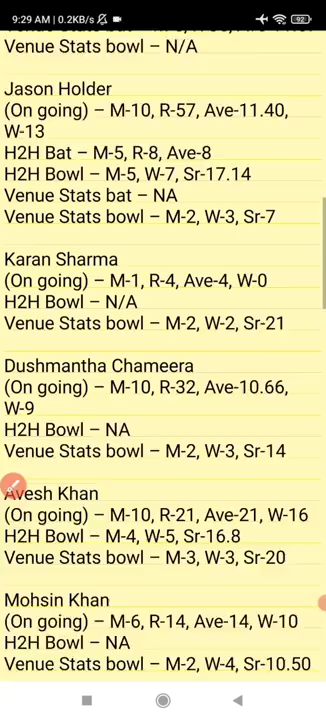 9:29 AM | 0.2KB/s
92
Venue Stats bowl – N/A
Jason Holder
(On going) – M-10, R-57, Ave-11.40,
W-13
H2H Bat – M-5, R-8, Ave-8
H2H Bowl – M-5, W-7, Sr-17.14
Venue Stats bat – NA
Venue Stats bowl – M-2, W-3, Sr-7
Karan Sharma
(On going) – M-1, R-4, Ave-4, W-0
H2H Bowl – N/A
Venue Stats bowl – M-2, W-2, Sr-21
Dushmantha Chameera
(On going) – M-10, R-32, Ave-10.66,
W-9
H2H Bowl – NA
Venue Stats bowl – M-2, W-3, Sr-14
Avesh Khan
(On going) – M-10, R-21, Ave-21, W-16
H2H Bowl – M-4, W-5, Sr-16.8
Venue Stats bowl – M-3, W-3, Sr-20
Mohsin Khan
(On going) – M-6, R-14, Ave-14, W-10
H2H Bowl – NA
Venue Stats bowl – M-2, W-4, Sr-10.50